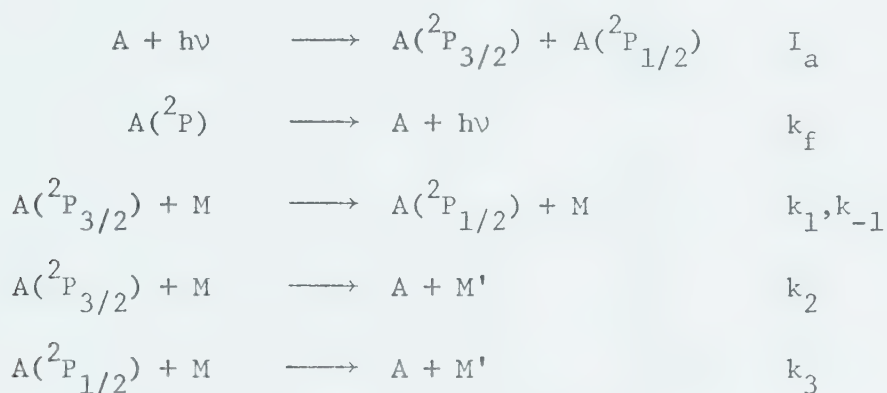 A + hν ⟶ A(²P₃/₂) + A(²P₁/₂) Iₐ
A(²P) ⟶ A + hν k_f
A(²P₃/₂) + M ⟶ A(²P₁/₂) + M k₁,k₋₁
A(²P₃/₂) + M ⟶ A + M' k₂
A(²P₁/₂) + M ⟶ A + M' k₃